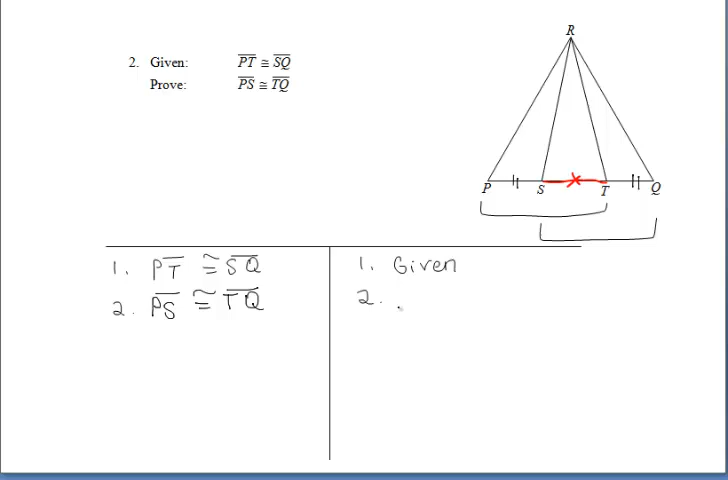 R
2. Given: PT ≅ SQ
Prove: PS ≅ TQ
P S T Q
1. PT ≅ SQ 1. Given
2. PS ≅ TQ 2.